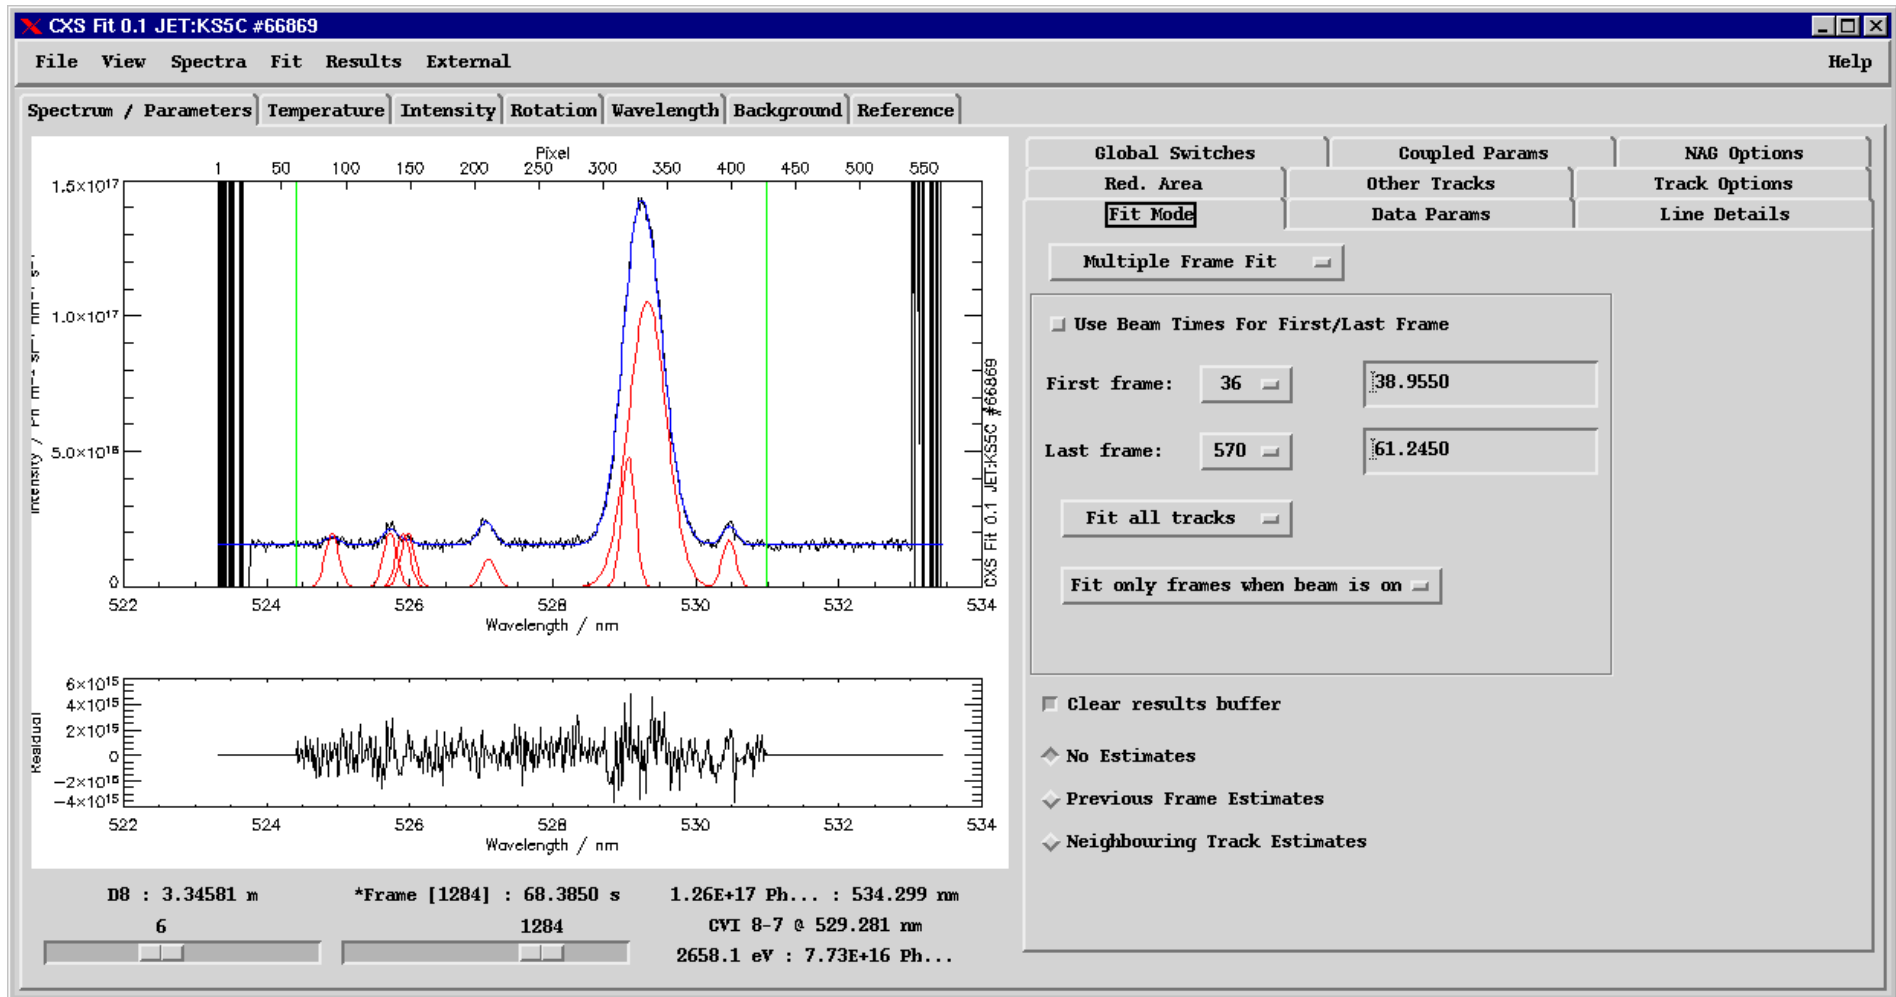 CXS Fit 0.1 JET:KS5C #66869
File View Spectra Fit Results External Help
Spectrum / Parameters Temperature Intensity Rotation Wavelength Background Reference
Pixel
1 50 100 150 200 250 300 350 400 450 500 550
1.5×10¹⁷
1.0×10¹⁷
5.0×10¹⁶
0
522 524 526 528 530 532 534
Wavelength / nm
CXS Fit 0.1 JET:KS5C #66869
6×10¹⁵
4×10¹⁵
2×10¹⁵
0
−2×10¹⁵
−4×10¹⁵
Residual
522 524 526 528 530 532 534
Wavelength / nm
D8 : 3.34581 m
6
*Frame [1284] : 68.3850 s
1284
1.26E+17 Ph... : 534.299 nm
CVI 8-7 @ 529.281 nm
2658.1 eV : 7.73E+16 Ph...
Global Switches Coupled Params NAG Options
Red. Area Other Tracks Track Options
Fit Mode Data Params Line Details
Multiple Frame Fit
Use Beam Times For First/Last Frame
First frame: 36 38.9550
Last frame: 570 61.2450
Fit all tracks
Fit only frames when beam is on
Clear results buffer
No Estimates
Previous Frame Estimates
Neighbouring Track Estimates